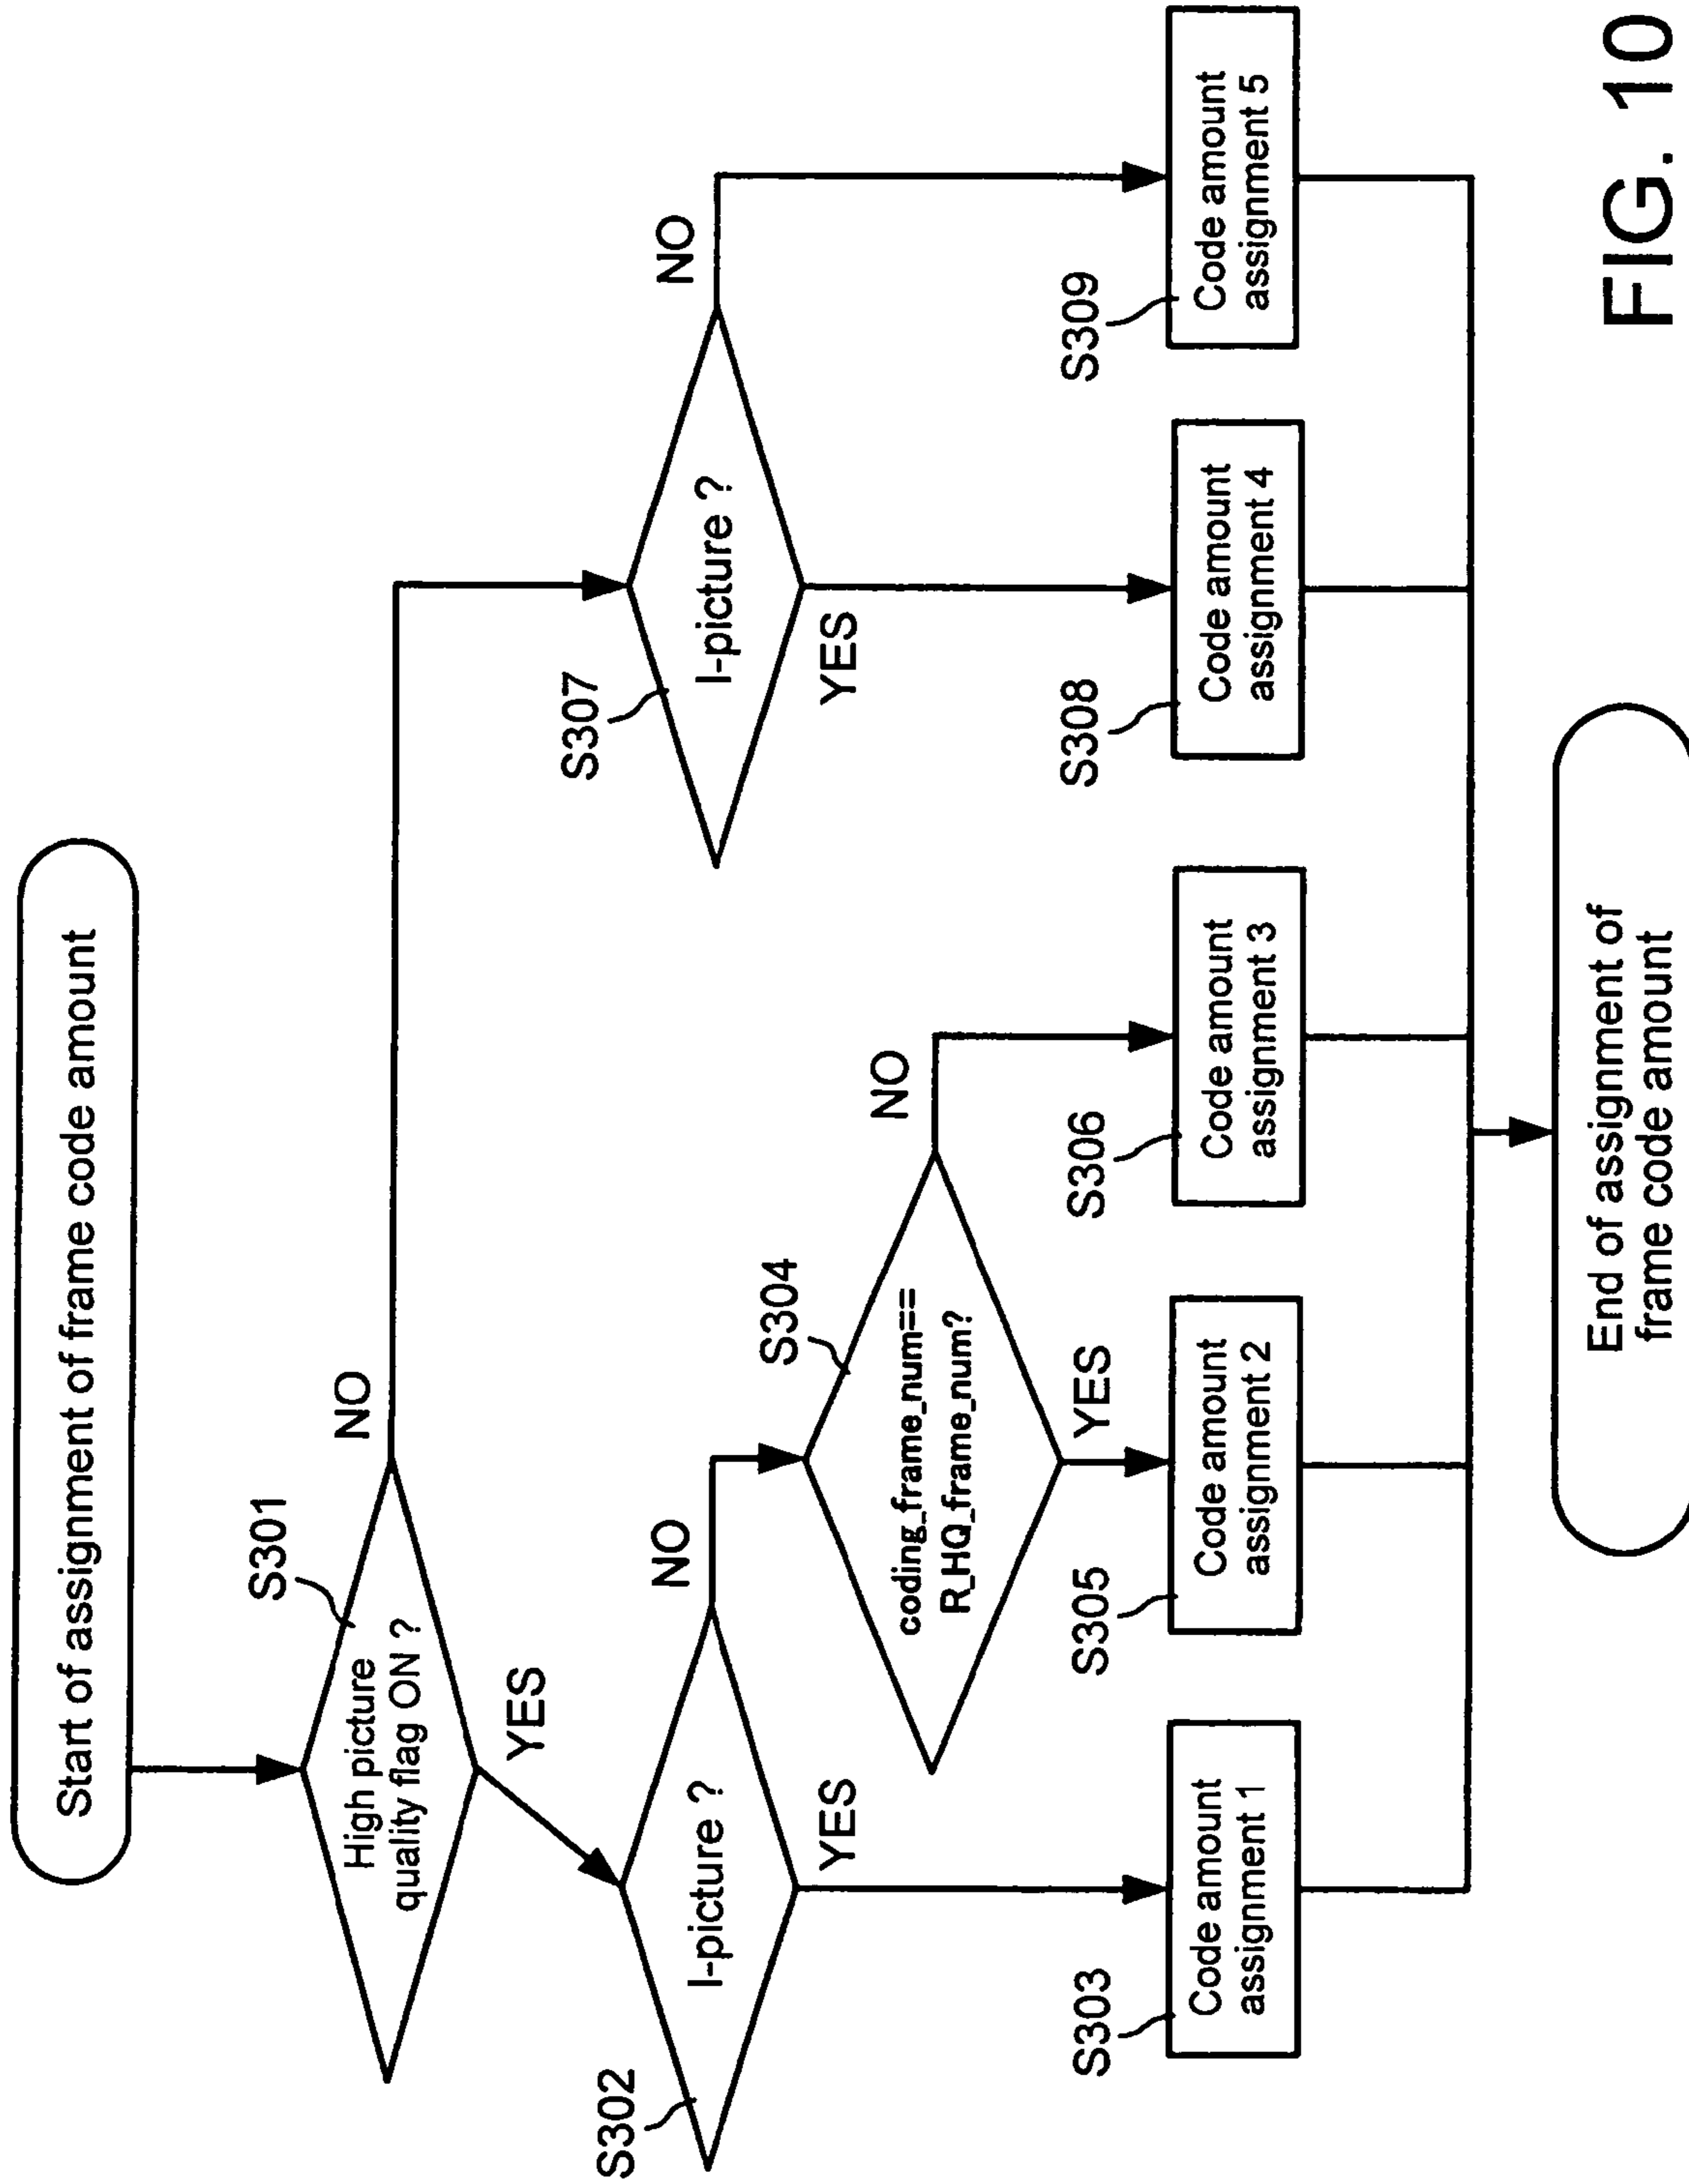 Start of assignment of frame code amount
S301
High picture
quality flag ON ?
NO
YES
S302
I-picture ?
NO
YES
S307
I-picture ?
NO
YES
S304
coding_frame_num==
R_HQ_frame_num?
NO
YES
S303
Code amount
assignment 1
S305
Code amount
assignment 2
S306
Code amount
assignment 3
S308
Code amount
assignment 4
S309
Code amount
assignment 5
End of assignment of
frame code amount
FIG. 10